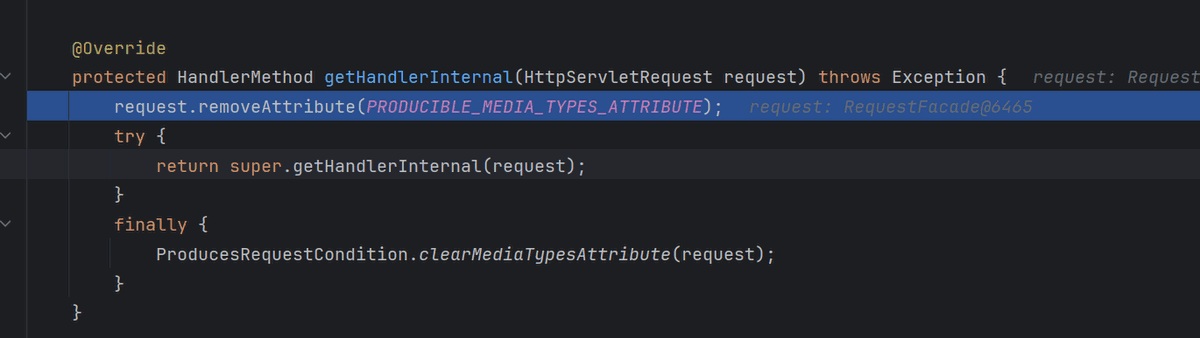 @Override
protected HandlerMethod getHandlerInternal(HttpServletRequest request) throws Exception {   request: Request
request.removeAttribute(PRODUCIBLE_MEDIA_TYPES_ATTRIBUTE);   request: RequestFacade@6465
try {
return super.getHandlerInternal(request);
}
finally {
ProducesRequestCondition.clearMediaTypesAttribute(request);
}
}